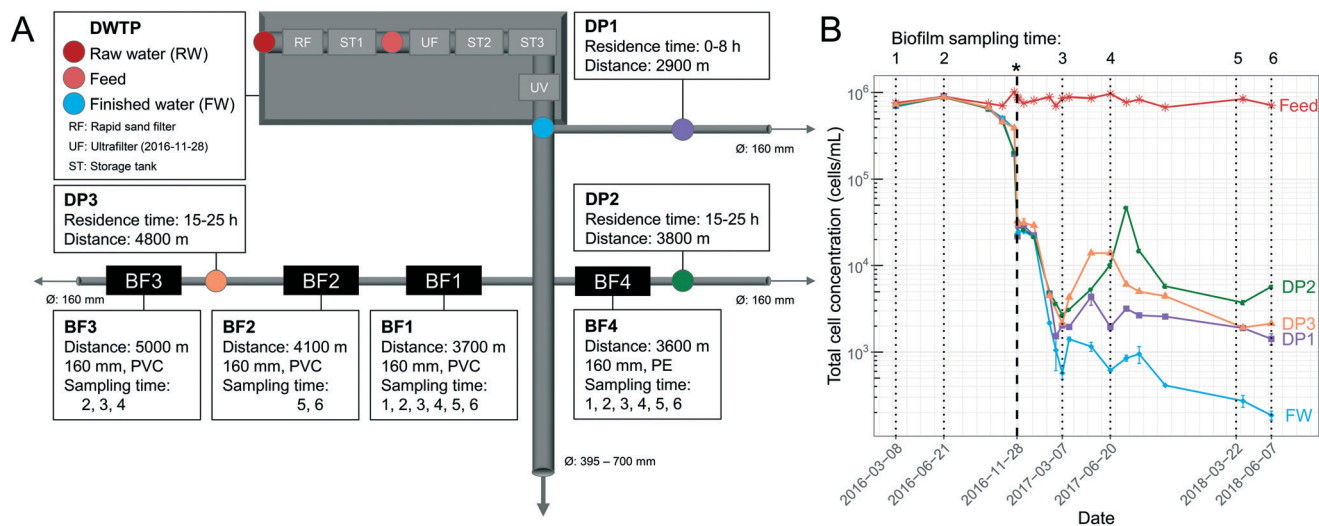 A
DWTP
Raw water (RW)
Feed
Finished water (FW)
RF: Rapid sand filter
UF: Ultrafilter (2016-11-28)
ST: Storage tank
RF
ST1
UF
ST2
ST3
UV
DP1
Residence time: 0-8 h
Distance: 2900 m
Ø: 160 mm
DP3
Residence time: 15-25 h
Distance: 4800 m
DP2
Residence time: 15-25 h
Distance: 3800 m
BF3
BF2
BF1
BF4
Ø: 160 mm
Ø: 160 mm
BF3
Distance: 5000 m
160 mm, PVC
Sampling time:
2, 3, 4
BF2
Distance: 4100 m
160 mm, PVC
Sampling time:
5, 6
BF1
Distance: 3700 m
160 mm, PVC
Sampling time:
1, 2, 3, 4, 5, 6
BF4
Distance: 3600 m
160 mm, PE
Sampling time:
1, 2, 3, 4, 5, 6
Ø: 395 – 700 mm
B
Biofilm sampling time:
1 2 * 3 4 5 6
Total cell concentration (cells/mL)
10⁶
10⁵
10⁴
10³
Feed
DP2
DP3
DP1
FW
2016–03–08
2016–06–21
2016–11–28
2017–03–07
2017–06–20
2018–03–22
2018–06–07
Date